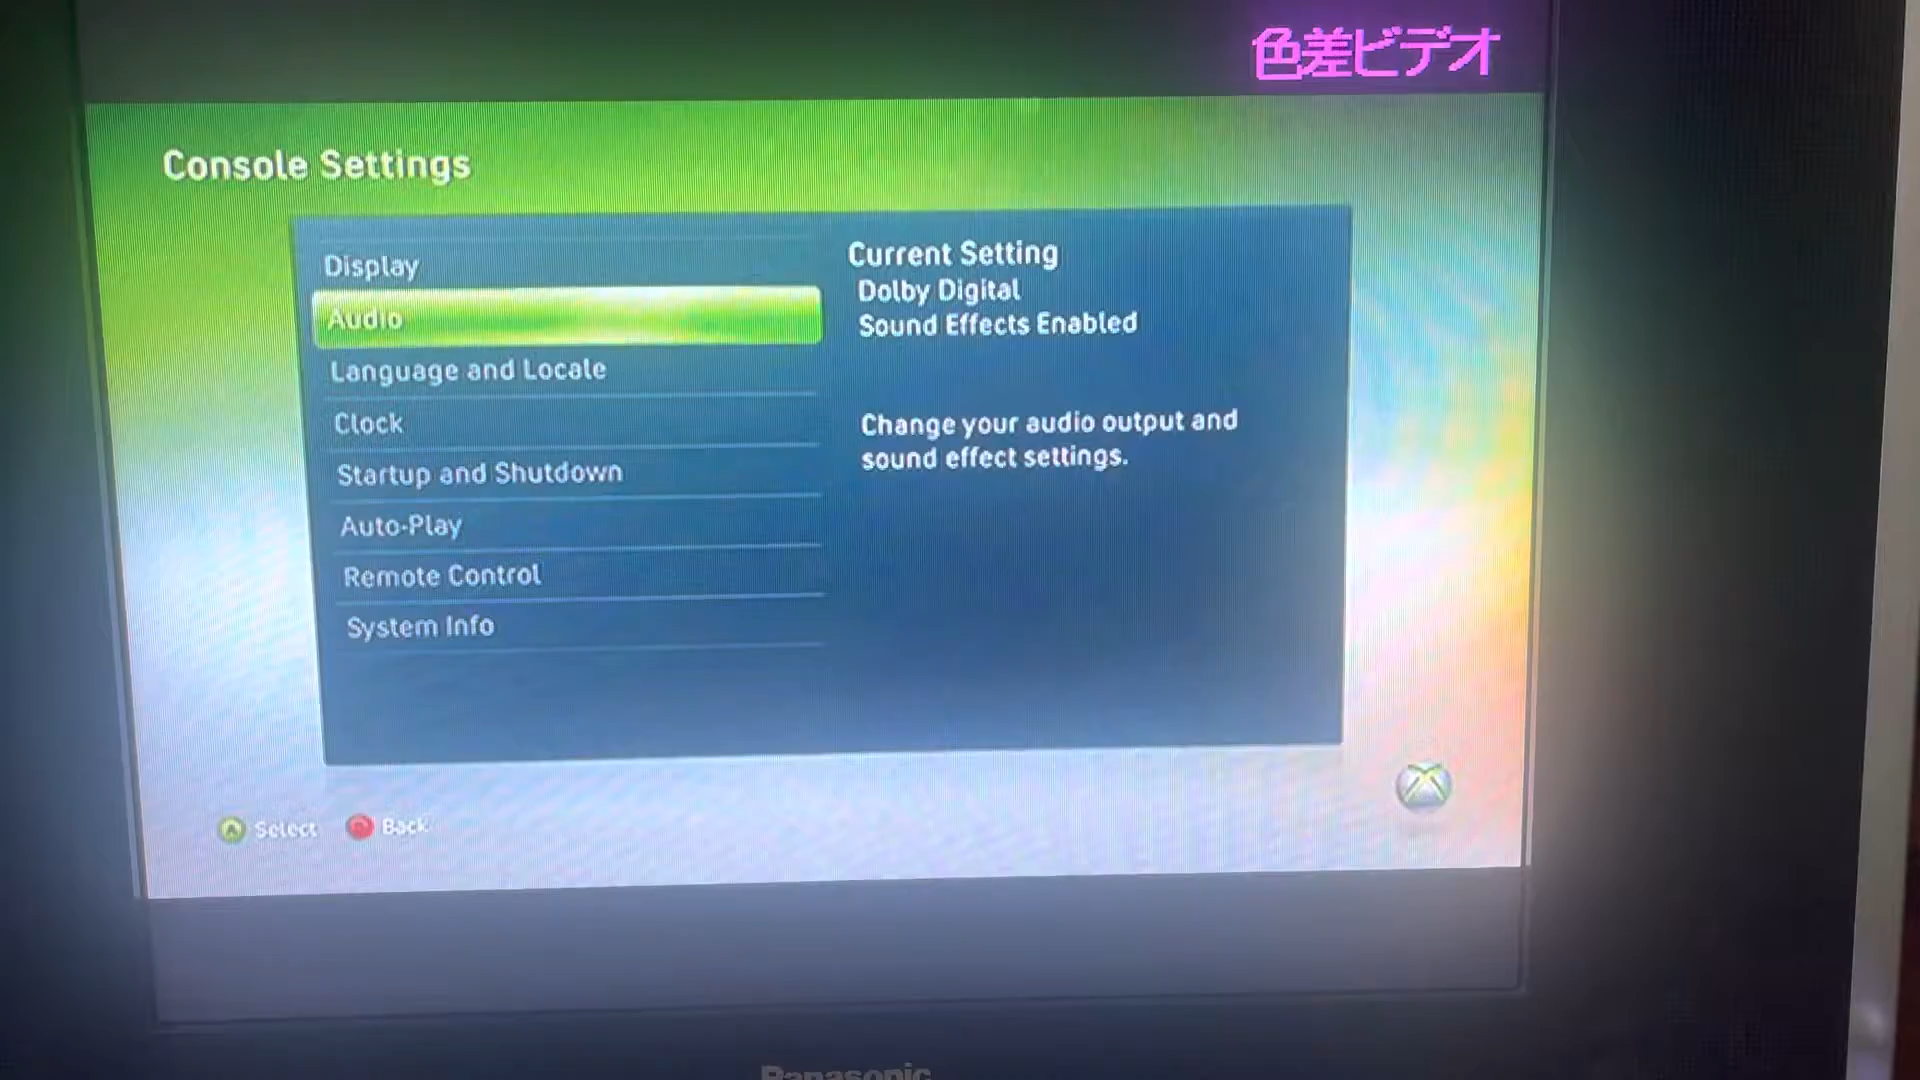 色差ビデオ
Console Settings
Display
Audio
Language and Locale
Clock
Startup and Shutdown
Auto-Play
Remote Control
System Info
Current Setting
Dolby Digital
Sound Effects Enabled
Change your audio output and
sound effect settings.
A Select
B Back
Panasonic